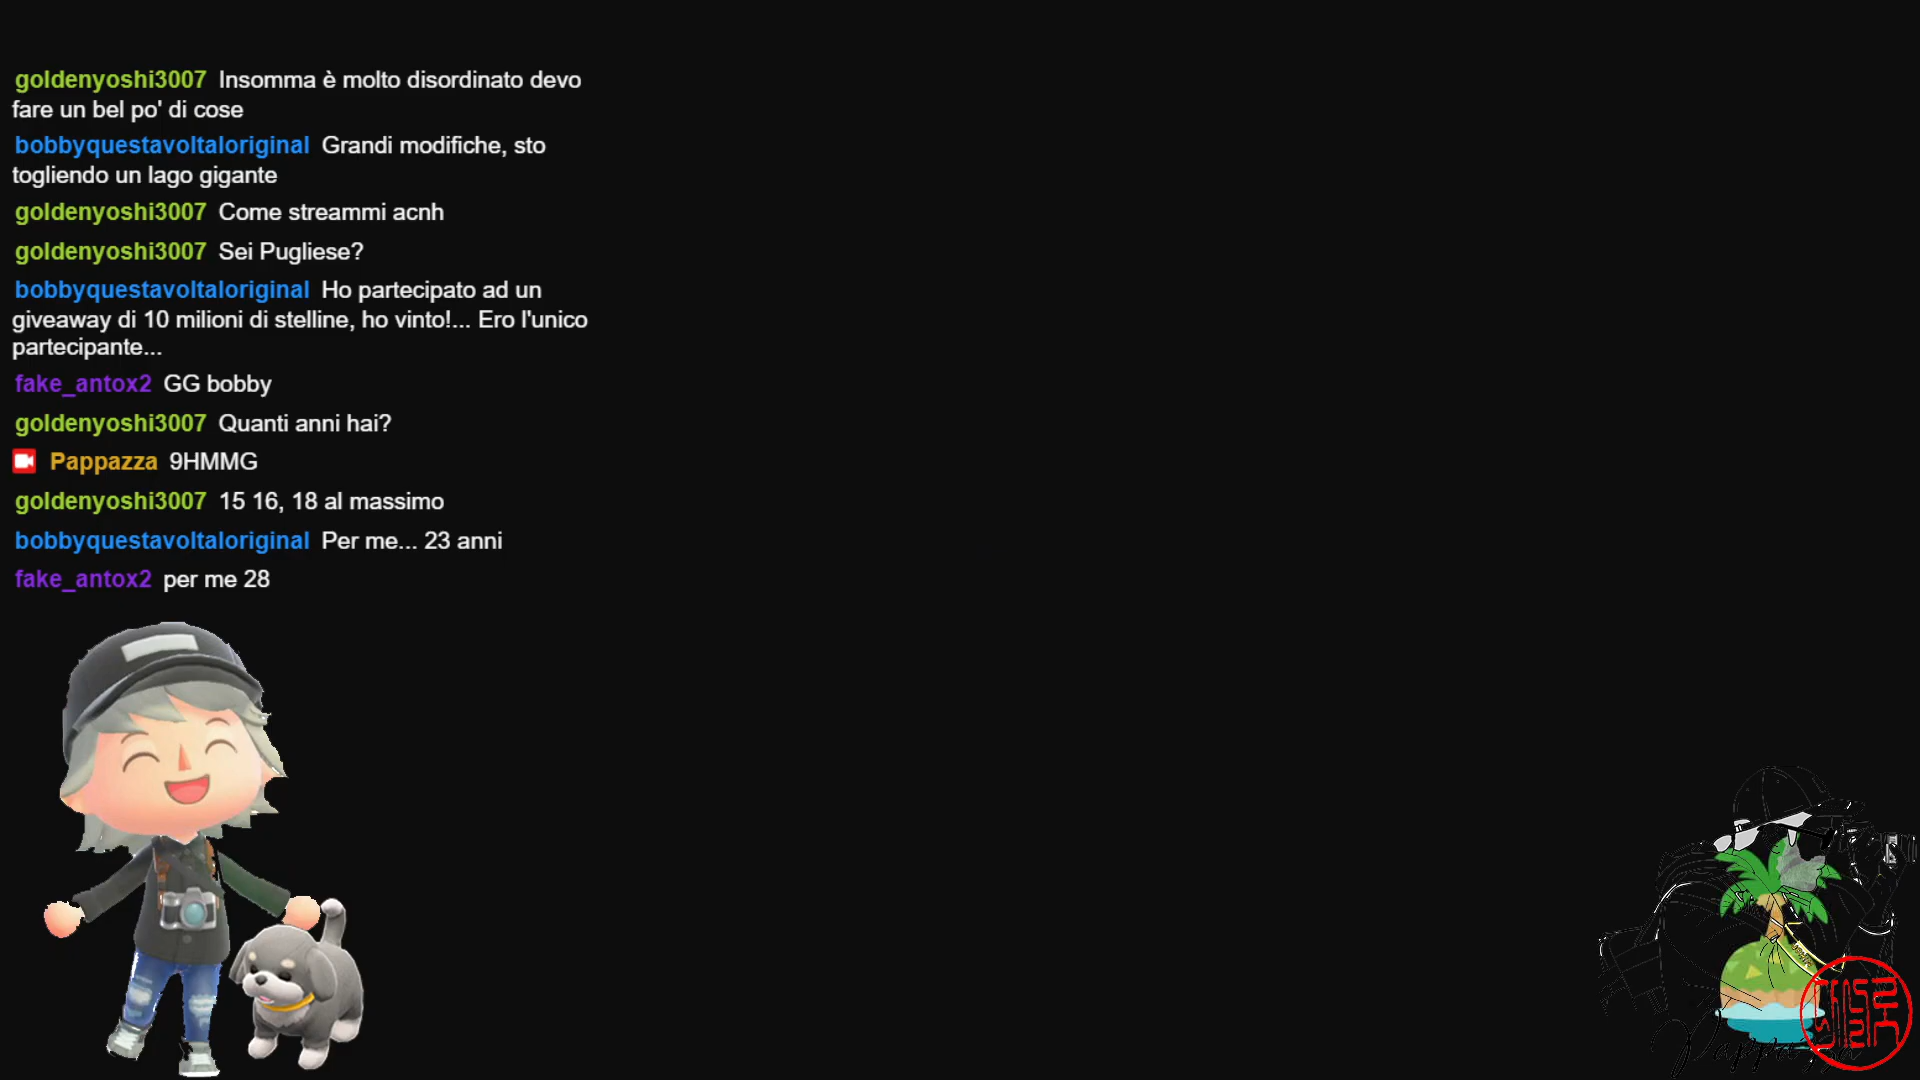 goldenyoshi3007 Insomma è molto disordinato devo
fare un bel po' di cose
bobbyquestavoltaloriginal Grandi modifiche, sto
togliendo un lago gigante
goldenyoshi3007 Come streammi acnh
goldenyoshi3007 Sei Pugliese?
bobbyquestavoltaloriginal Ho partecipato ad un
giveaway di 10 milioni di stelline, ho vinto!... Ero l'unico
partecipante...
fake_antox2 GG bobby
goldenyoshi3007 Quanti anni hai?
Pappazza 9HMMG
goldenyoshi3007 15 16, 18 al massimo
bobbyquestavoltaloriginal Per me... 23 anni
fake_antox2 per me 28